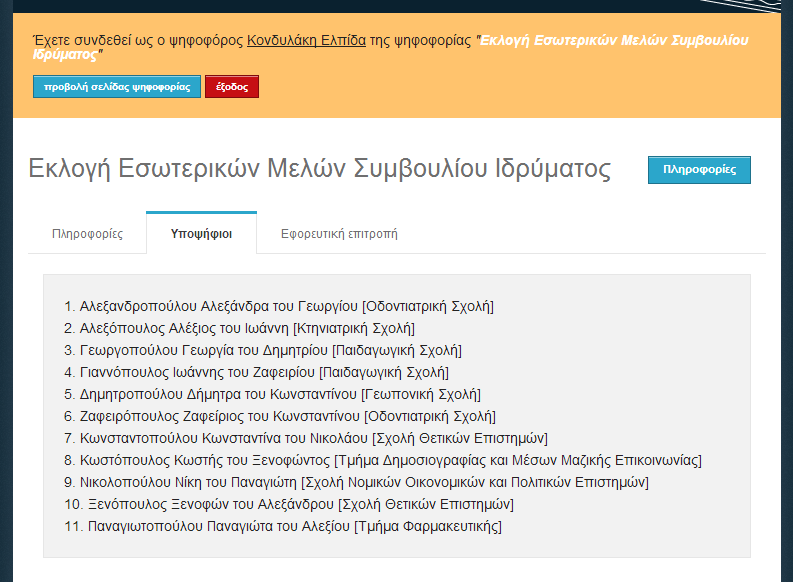 Έχετε συνδεθεί ως ο ψηφοφόρος Κονδυλάκη Ελπίδα της ψηφοφορίας "Εκλογή Εσωτερικών Μελών Συμβουλίου
Ιδρύματος"
προβολή σελίδας ψηφοφορίας έξοδος
Εκλογή Εσωτερικών Μελών Συμβουλίου Ιδρύματος Πληροφορίες
Πληροφορίες Υποψήφιοι Εφορευτική επιτροπή
1. Αλεξανδροπούλου Αλεξάνδρα του Γεωργίου [Οδοντιατρική Σχολή]
2. Αλεξόπουλος Αλέξιος του Ιωάννη [Κτηνιατρική Σχολή]
3. Γεωργοπούλου Γεωργία του Δημητρίου [Παιδαγωγική Σχολή]
4. Γιαννόπουλος Ιωάννης του Ζαφειρίου [Παιδαγωγική Σχολή]
5. Δημητροπούλου Δήμητρα του Κωνσταντίνου [Γεωπονική Σχολή]
6. Ζαφειρόπουλος Ζαφείριος του Κωνσταντίνου [Οδοντιατρική Σχολή]
7. Κωνσταντοπούλου Κωνσταντίνα του Νικολάου [Σχολή Θετικών Επιστημών]
8. Κωστόπουλος Κωστής του Ξενοφώντος [Τμήμα Δημοσιογραφίας και Μέσων Μαζικής Επικοινωνίας]
9. Νικολοπούλου Νίκη του Παναγιώτη [Σχολή Νομικών Οικονομικών και Πολιτικών Επιστημών]
10. Ξενόπουλος Ξενοφών του Αλεξάνδρου [Σχολή Θετικών Επιστημών]
11. Παναγιωτοπούλου Παναγιώτα του Αλεξίου [Τμήμα Φαρμακευτικής]